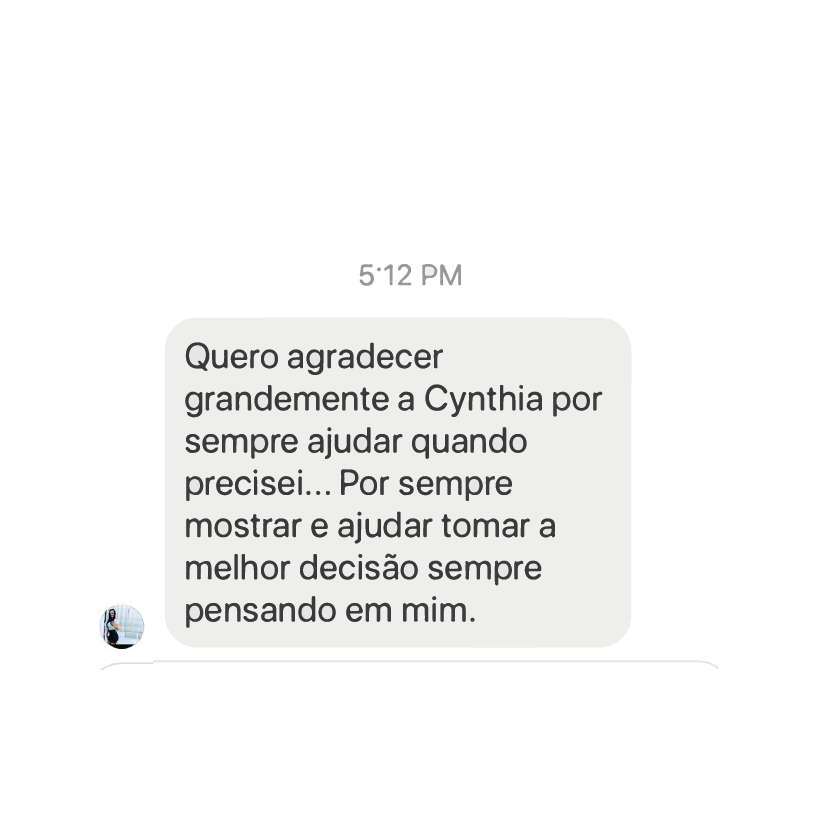 5:12 PM
Quero agradecer
grandemente a Cynthia por
sempre ajudar quando
precisei... Por sempre
mostrar e ajudar tomar a
melhor decisão sempre
pensando em mim.